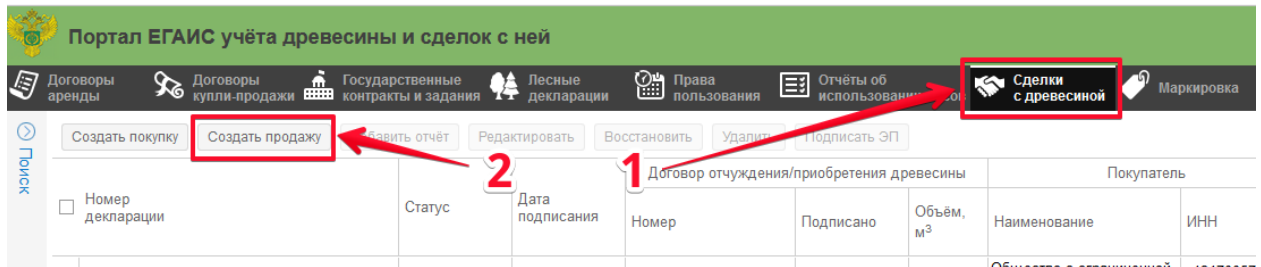 Портал ЕГАИС учёта древесины и сделок с ней
Договоры аренды
Договоры купли-продажи
Государственные контракты и задания
Лесные декларации
Права пользования
Отчёты об
Сделки с древесиной
Маркировка
Поиск
Создать покупку
Создать продажу
отчёт
Редактировать
Восстановить
Удалить
Подписать ЭП
1
2
Договор отчуждения/приобретения древесины
Покупатель
Номер декларации
Статус
Дата подписания
Номер
Подписано
Объём, м3
Наименование
ИНН